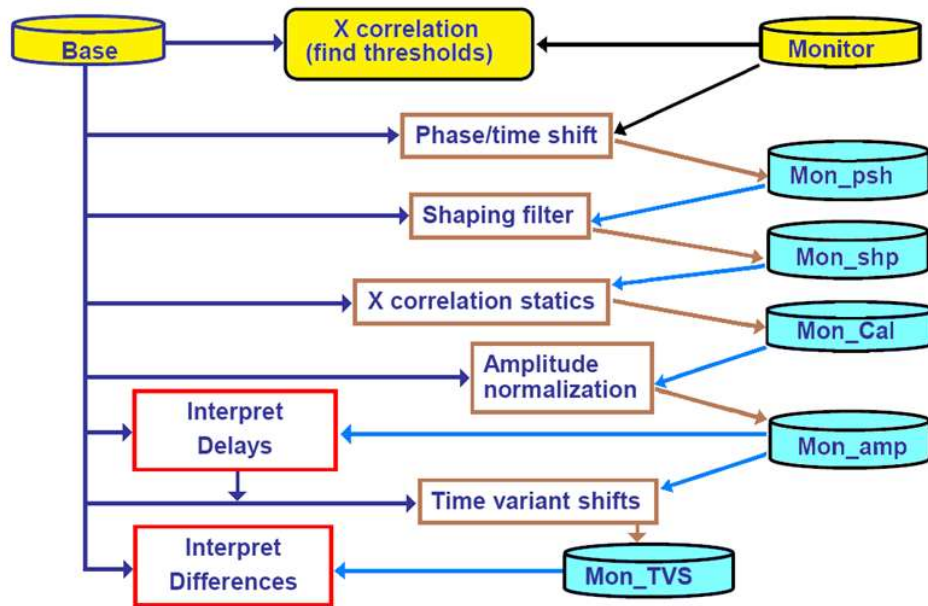 Base
X correlation
(find thresholds)
Monitor
Phase/time shift
Mon_psh
Shaping filter
Mon_shp
X correlation statics
Mon_Cal
Amplitude
normalization
Interpret
Delays
Mon_amp
Time variant shifts
Interpret
Differences
Mon_TVS